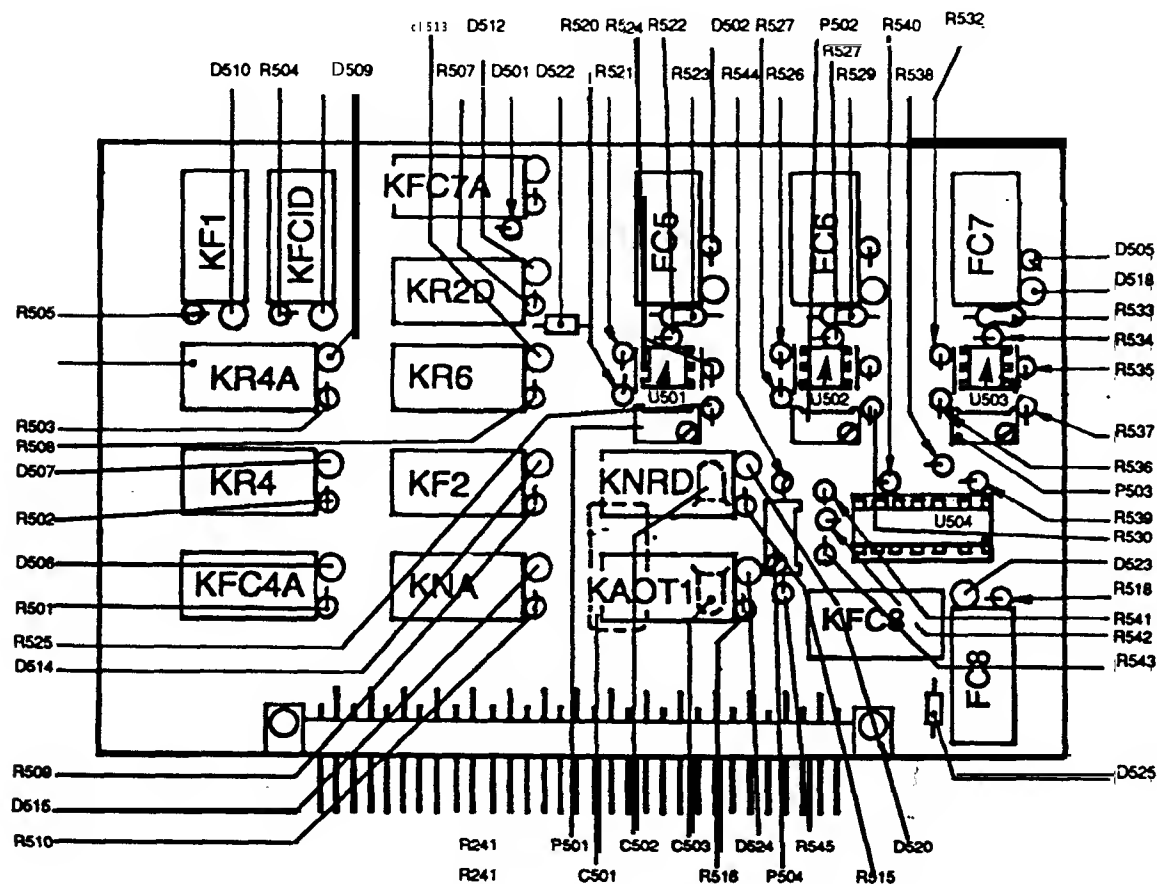 cl513 D512 R520 R524 R522 D502 R527 P502 R540 R532
R527
D510 R504 D509 R507 D501 D522 R521 R523 R544 R526 R529 R538
KFC7A
KF1
KFCID
FC5
FC6
FC7
D505
D518
KR2D
R505
R533
R534
KR4A
KR6
R535
U501
U502
U503
R503
R508
R537
D507
R536
KR4
KF2
KNRD
P503
R502
U504
R539
R530
D506
D523
KFC4A
KNA
KAOT1
R518
R501
KFC8
R541
R542
R525
FC8
R543
D514
R509
D525
D515
R510
R241 P501 C502 C503 D524 R545 D520
R241 C501 R516 P504 R515